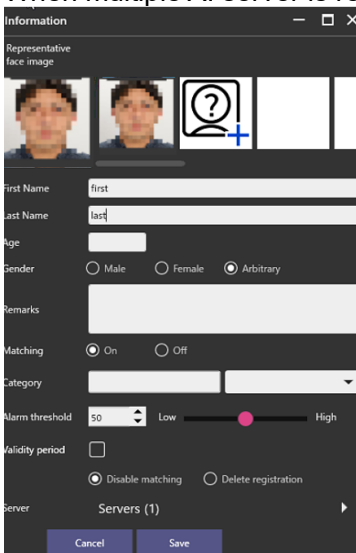 Information
Representative
face image
First Name first
Last Name last
Age
Gender Male Female Arbitrary
Remarks
Matching On Off
Category
Alarm threshold 50 Low High
Validity period
Disable matching Delete registration
Server Servers (1)
Cancel Save